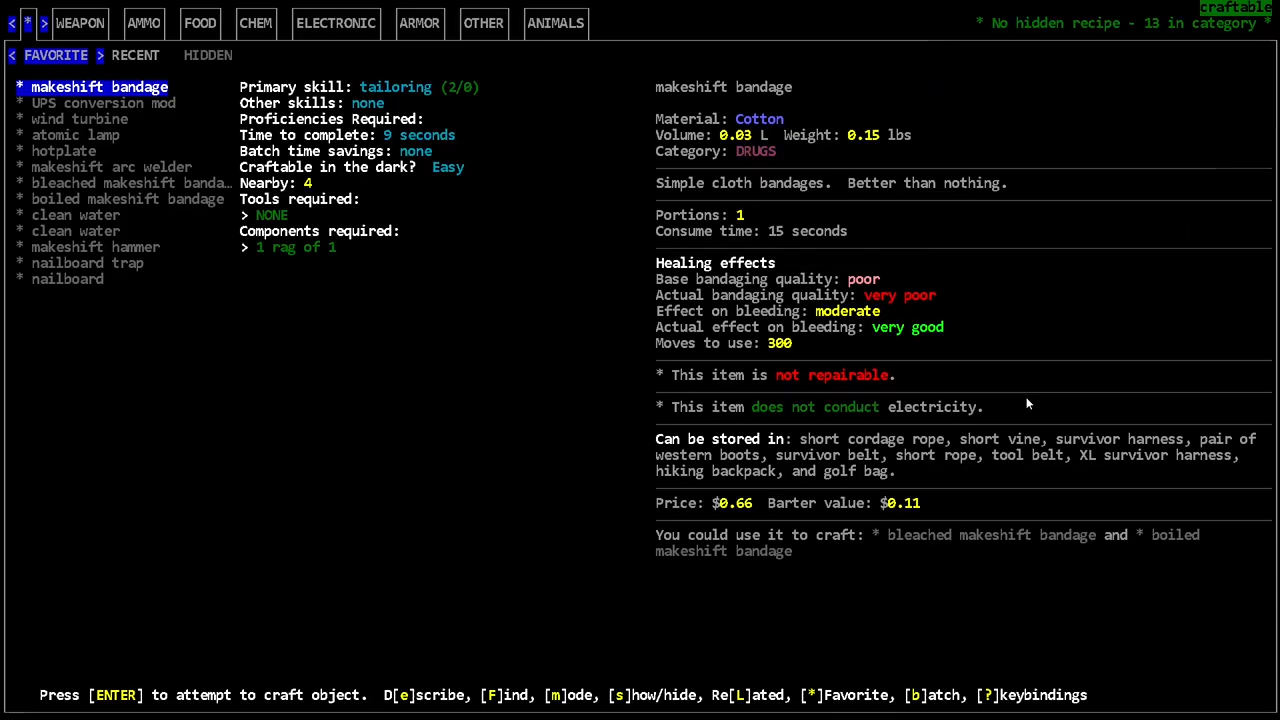 craftable
< * > WEAPON AMMO FOOD CHEM ELECTRONIC ARMOR OTHER ANIMALS * No hidden recipe - 13 in category *
< FAVORITE > RECENT HIDDEN
* makeshift bandage
* UPS conversion mod
* wind turbine
* atomic lamp
* hotplate
* makeshift arc welder
* bleached makeshift banda…
* boiled makeshift bandage
* clean water
* clean water
* makeshift hammer
* nailboard trap
* nailboard
Primary skill: tailoring (2/0)
Other skills: none
Proficiencies Required:
Time to complete: 9 seconds
Batch time savings: none
Craftable in the dark? Easy
Nearby: 4
Tools required:
> NONE
Components required:
> 1 rag of 1
makeshift bandage
Material: Cotton
Volume: 0.03 L Weight: 0.15 lbs
Category: DRUGS
Simple cloth bandages. Better than nothing.
Portions: 1
Consume time: 15 seconds
Healing effects
Base bandaging quality: poor
Actual bandaging quality: very poor
Effect on bleeding: moderate
Actual effect on bleeding: very good
Moves to use: 300
* This item is not repairable.
* This item does not conduct electricity.
Can be stored in: short cordage rope, short vine, survivor harness, pair of
western boots, survivor belt, short rope, tool belt, XL survivor harness,
hiking backpack, and golf bag.
Price: $0.66 Barter value: $0.11
You could use it to craft: * bleached makeshift bandage and * boiled
makeshift bandage
Press [ENTER] to attempt to craft object. D[e]scribe, [F]ind, [m]ode, [s]how/hide, Re[L]ated, [*]Favorite, [b]atch, [?]keybindings